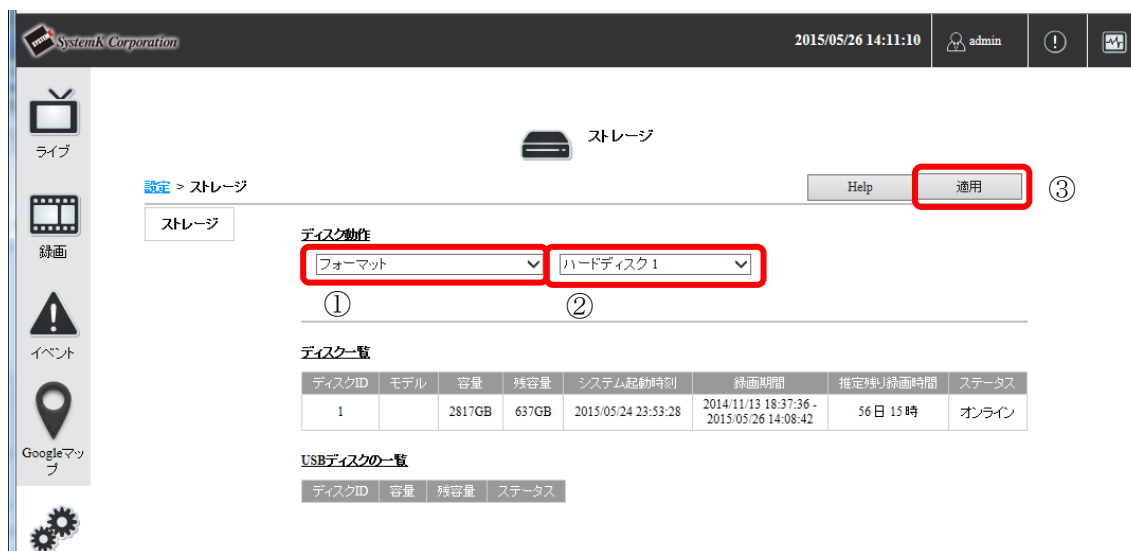 SystemK Corporation
2015/05/26 14:11:10
admin
ライブ
録画
イベント
Googleマッ
プ
ストレージ
設定 > ストレージ
Help
適用
③
ストレージ
ディスク動作
フォーマット
ハードディスク 1
①
②
ディスク一覧
ディスクID モデル 容量 残容量 システム起動時刻 録画期間 推定残り録画時間 ステータス
1 2817GB 637GB 2015/05/24 23:53:28 2014/11/13 18:37:36 -
2015/05/26 14:08:42 56日 15時 オンライン
USBディスクの一覧
ディスクID 容量 残容量 ステータス